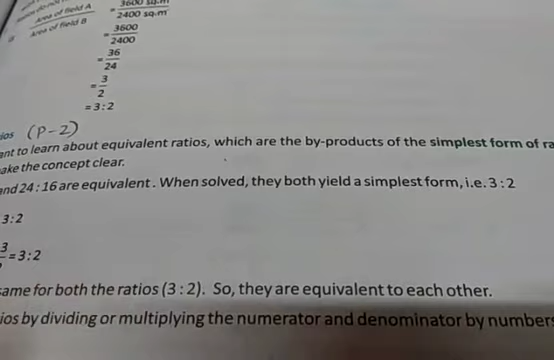 Area of field A / Area of field B = 3600 sq.m / 2400 sq.m
= 3600 / 2400
= 36 / 24
= 3 / 2
= 3 : 2
ios (P-2)
ant to learn about equivalent ratios, which are the by-products of the simplest form of ra
ake the concept clear.
and 24 : 16 are equivalent. When solved, they both yield a simplest form, i.e. 3 : 2
3:2
3 = 3:2
ame for both the ratios (3 : 2). So, they are equivalent to each other.
ios by dividing or multiplying the numerator and denominator by numbers